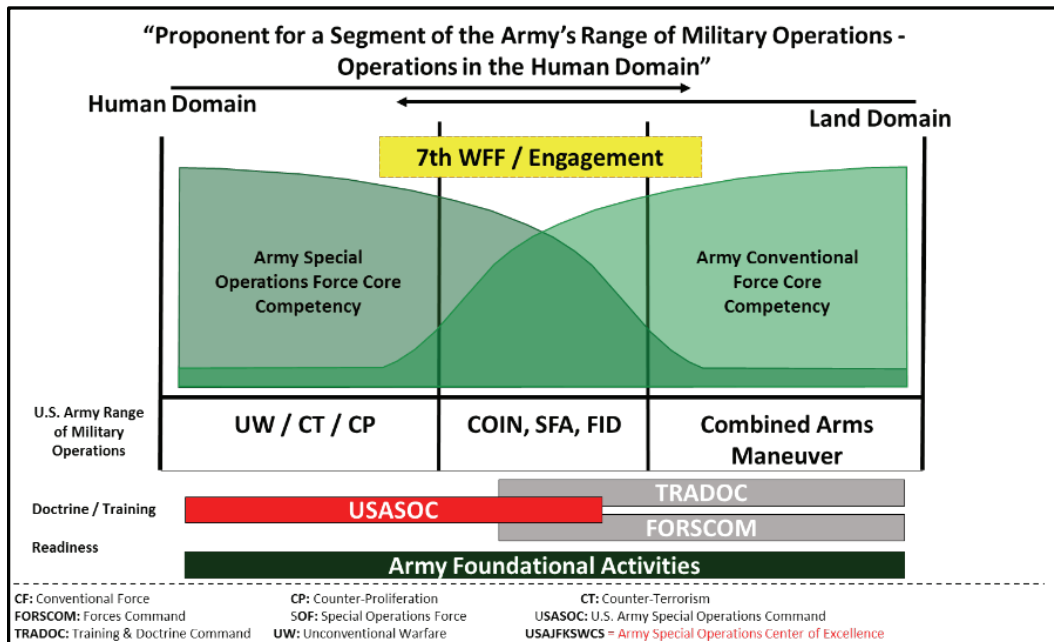 “Proponent for a Segment of the Army’s Range of Military Operations -
Operations in the Human Domain”
Human Domain
Land Domain
7th WFF / Engagement
Army Special
Operations Force Core
Competency
Army Conventional
Force Core
Competency
U.S. Army Range
of Military
Operations
UW / CT / CP
COIN, SFA, FID
Combined Arms
Maneuver
Doctrine / Training
TRADOC
USASOC
FORSCOM
Readiness
Army Foundational Activities
CF: Conventional Force CP: Counter-Proliferation CT: Counter-Terrorism
FORSCOM: Forces Command SOF: Special Operations Force USASOC: U.S. Army Special Operations Command
TRADOC: Training & Doctrine Command UW: Unconventional Warfare USAJFKSWCS = Army Special Operations Center of Excellence